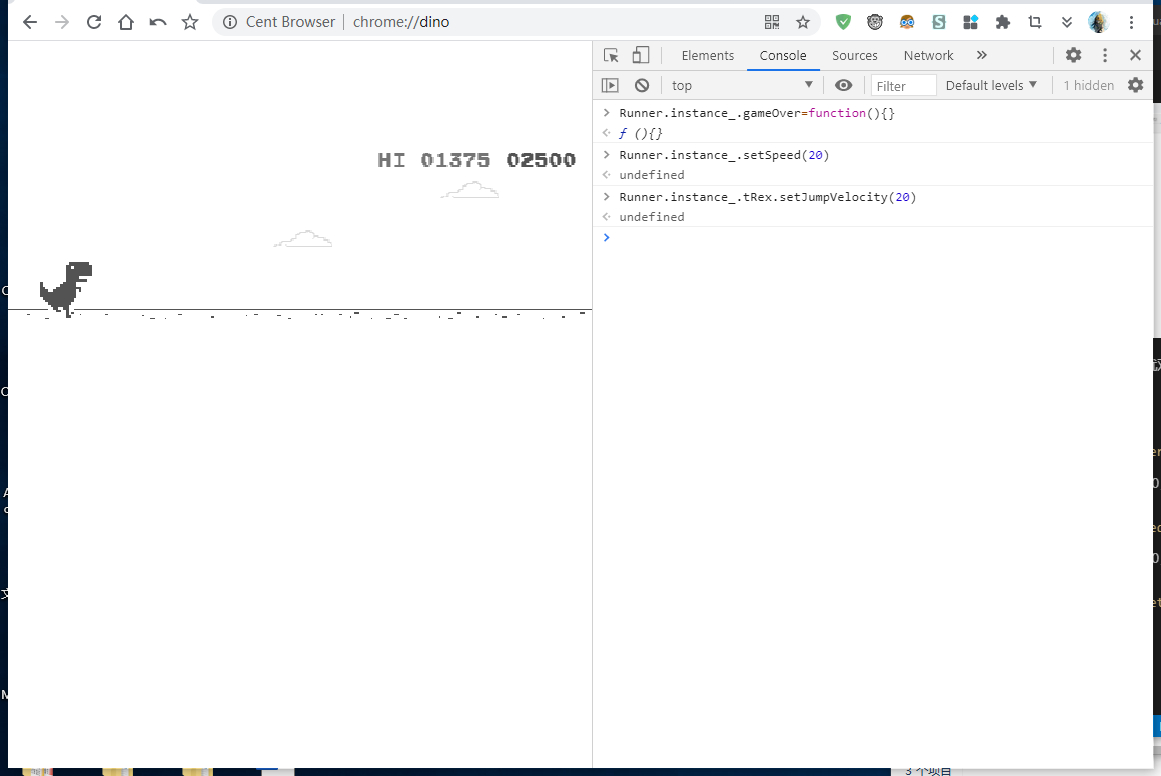 Cent Browser | chrome://dino
Elements Console Sources Network »
top Filter Default levels 1 hidden
HI 01375 02500
> Runner.instance_.gameOver=function(){}
ƒ (){}
> Runner.instance_.setSpeed(20)
undefined
> Runner.instance_.tRex.setJumpVelocity(20)
undefined
>
3 个项目